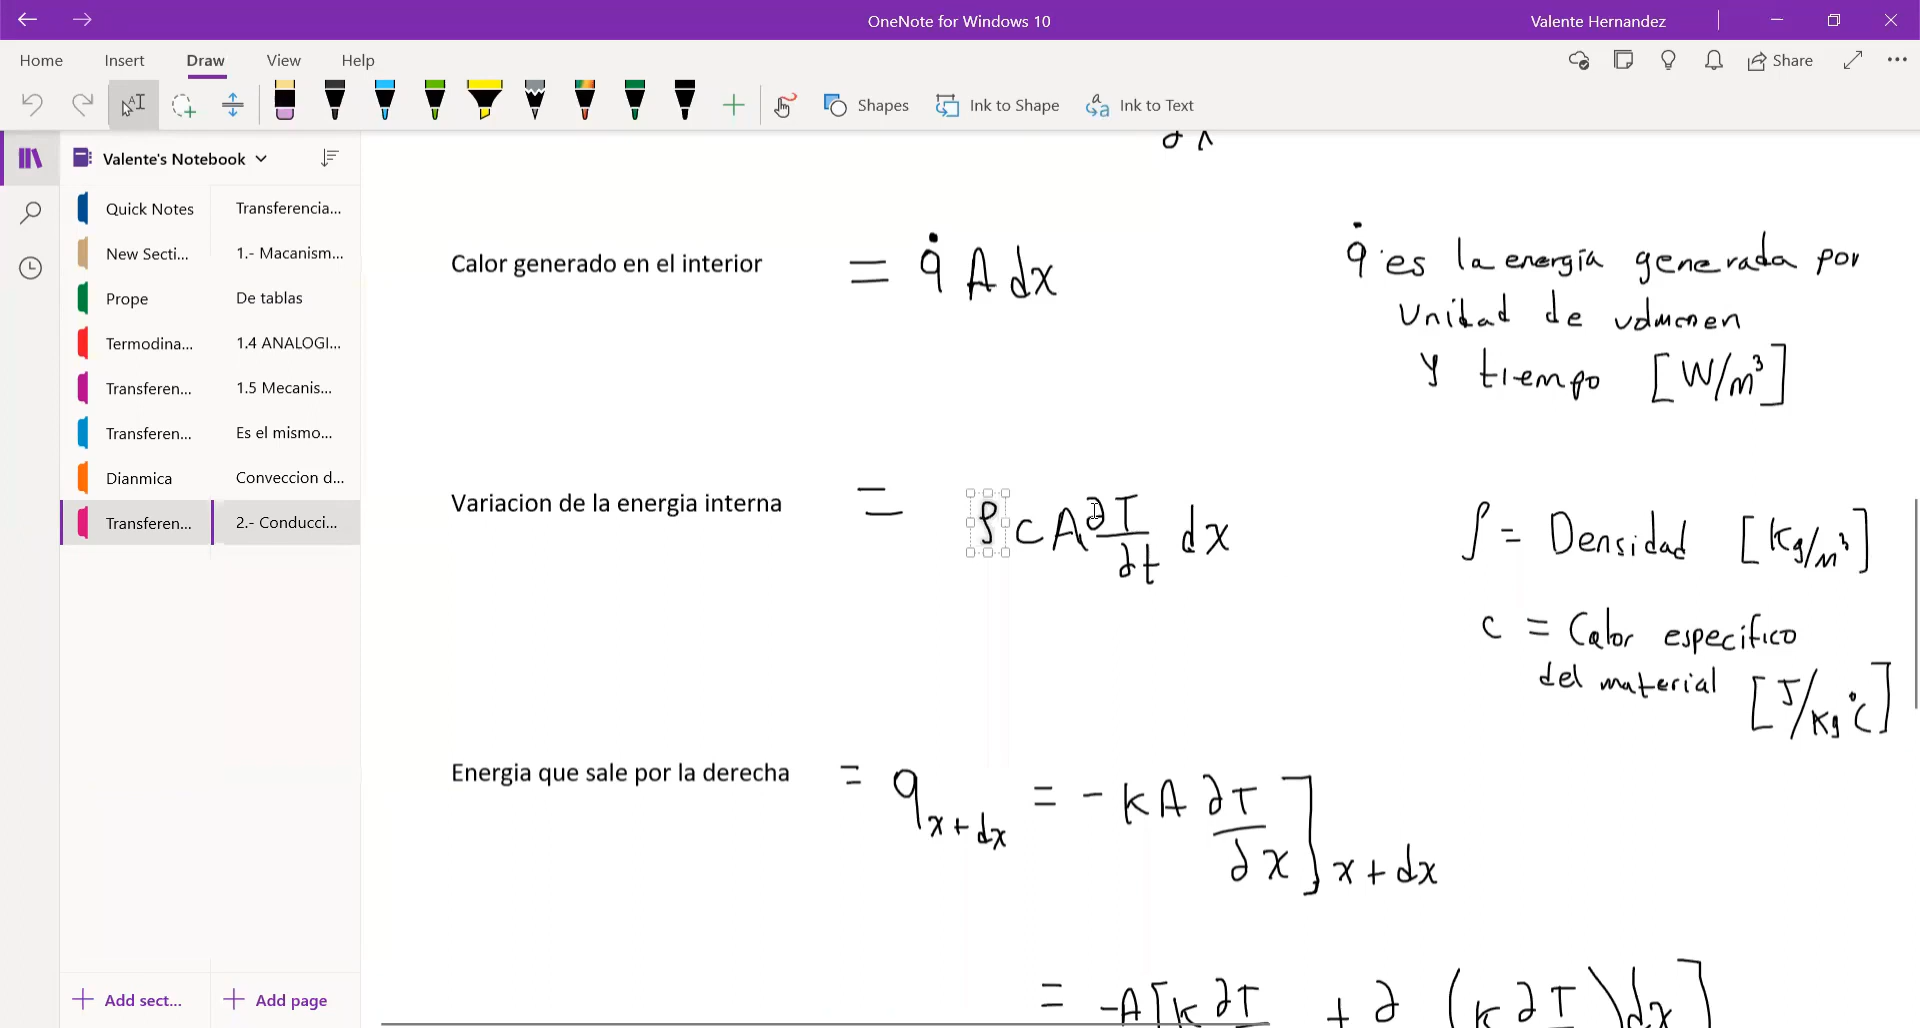 OneNote for Windows 10
Valente Hernandez
Home Insert Draw View Help
Share
Shapes Ink to Shape Ink to Text
Valente's Notebook
Quick Notes
New Secti...
Prope
Termodina...
Transferen...
Transferen...
Dianmica
Transferen...
Add sect...
Transferencia...
1.- Macanism...
De tablas
1.4 ANALOGI...
1.5 Mecanis...
Es el mismo...
Conveccion d...
2.- Conducci...
Add page
∂x
Calor generado en el interior = q̇ A dx
q̇ es la energía generada por
unidad de volumen
y tiempo [W/m³]
Variacion de la energia interna = ρ c A ∂T/∂t dx
ρ = Densidad [Kg/m³]
c = Calor especifico
del material [J/Kg°C]
Energia que sale por la derecha = q_{x+dx} = -KA ∂T/∂x ]_{x+dx}
= -A[K ∂T + ∂ (K ∂T) dx]